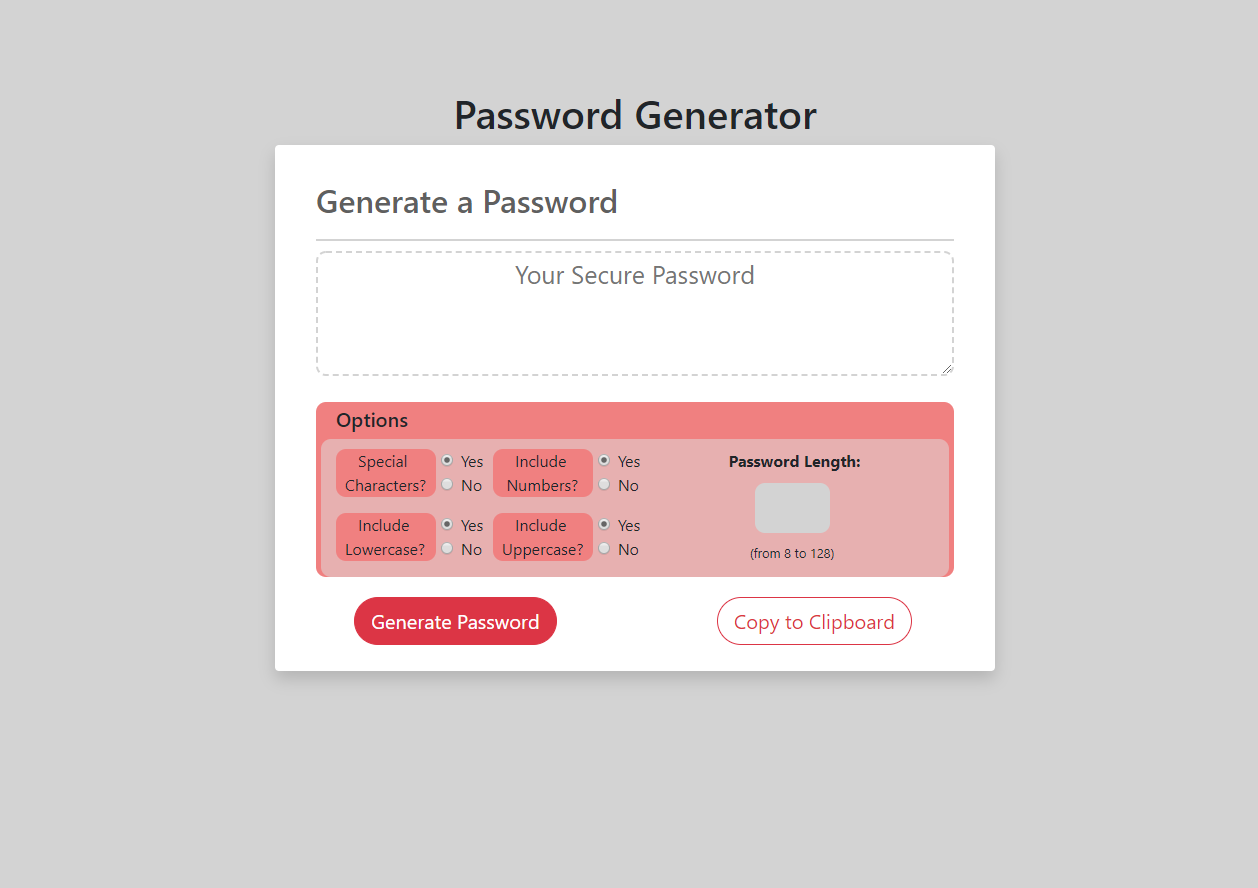 Password Generator
Generate a Password
Your Secure Password
Options
Special
Characters?
Yes
No
Include
Numbers?
Yes
No
Password Length:
(from 8 to 128)
Include
Lowercase?
Yes
No
Include
Uppercase?
Yes
No
Generate Password
Copy to Clipboard